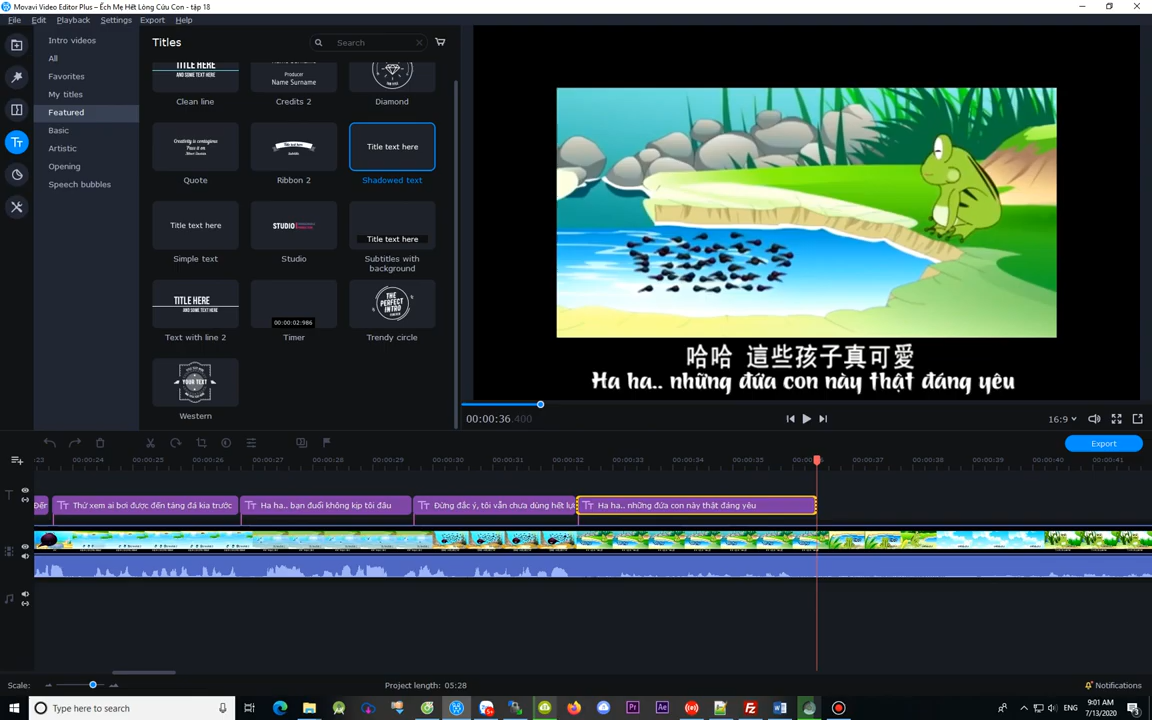 Movavi Video Editor Plus – Ếch Mẹ Hết Lòng Cứu Con - tập 18
File Edit Playback Settings Export Help
Intro videos
All
Favorites
My titles
Featured
Basic
Artistic
Opening
Speech bubbles
Titles
Search
TITLE HERE
AND SOME TEXT HERE
Clean line
Producer
Name Surname
Credits 2
Diamond
Creativity is contagious
Pass it on
Quote
Title text here
Ribbon 2
Title text here
Shadowed text
Title text here
Simple text
STUDIO
Studio
Title text here
Subtitles with
background
TITLE HERE
AND SOME TEXT HERE
Text with line 2
00:00:02:986
Timer
THE
PERFECT
INTRO
Trendy circle
YOUR TEXT
Western
哈哈 這些孩子真可愛
Ha ha.. những đứa con này thật đáng yêu
00:00:36.400
16:9
Export
00:00:24 00:00:25 00:00:26 00:00:27 00:00:28 00:00:29 00:00:30 00:00:31 00:00:32 00:00:33 00:00:34 00:00:35 00:00:37 00:00:38 00:00:39 00:00:40 00:00:41
Thử xem ai bơi được đến tảng đá kia trước
Ha ha.. bạn đuổi không kịp tôi đâu
Đừng đắc ý, tôi vẫn chưa dùng hết lực
Ha ha.. những đứa con này thật đáng yêu
Scale:
Project length: 05:28
Notifications
Type here to search
ENG
9:01 AM
7/13/2020